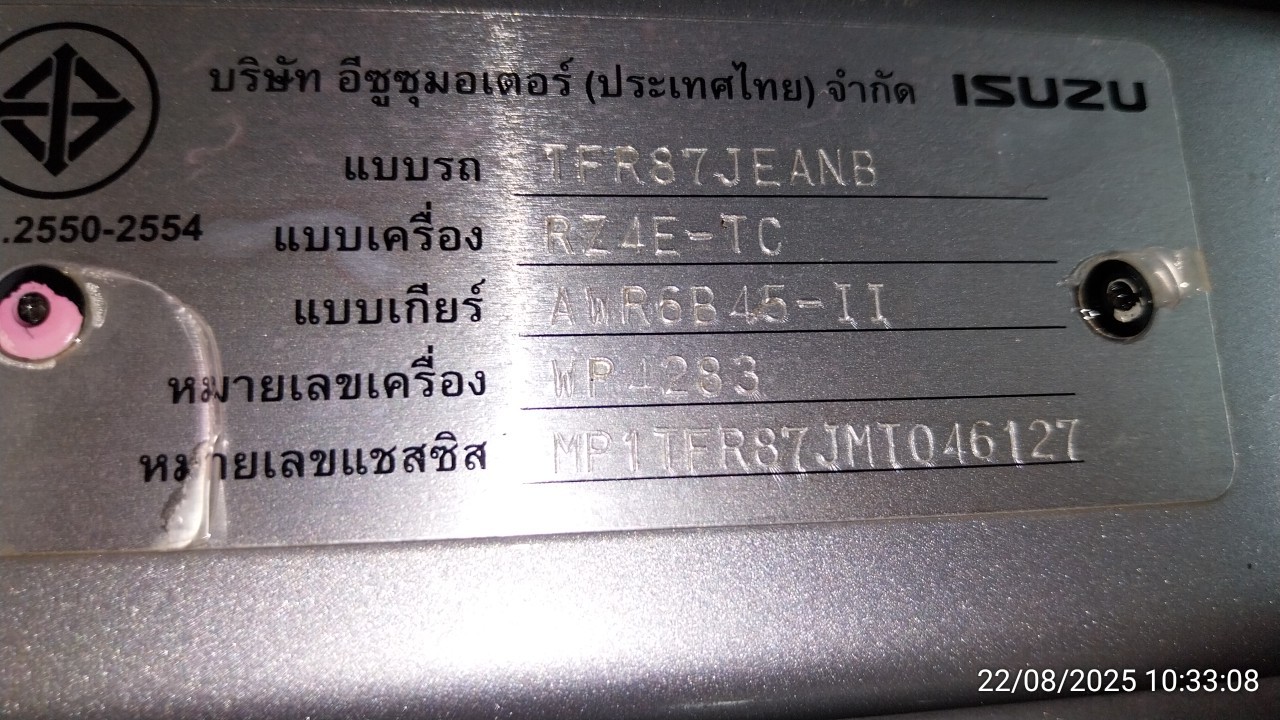 บริษัท อีซูซุมอเตอร์ (ประเทศไทย) จำกัด ISUZU
แบบรถ TFR87JEANB
.2550-2554
แบบเครื่อง RZ4E-TC
แบบเกียร์ AWR6B45-II
หมายเลขเครื่อง WP4283
หมายเลขแชสซิส MP1TFR87JMT046127
22/08/2025 10:33:08